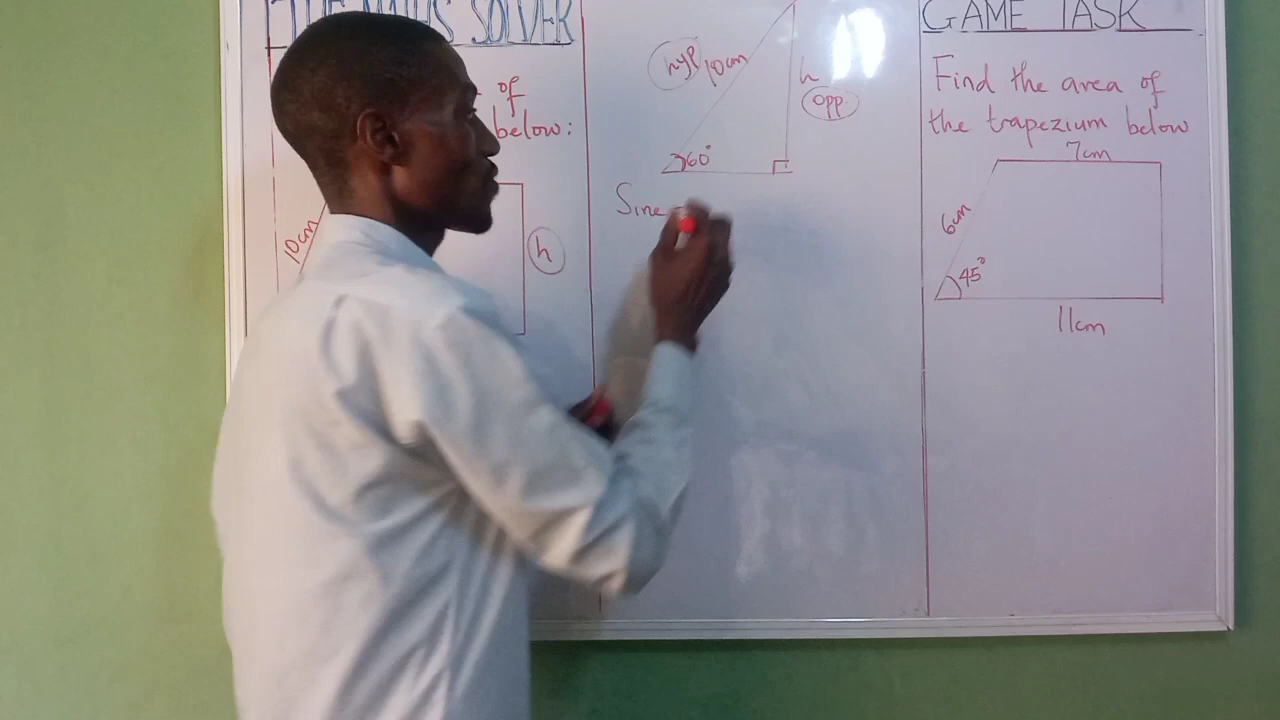 MATHS SOLVER
of
below:
10cm
h
hyp
10cm
h
opp.
60°
Sine
GAME TASK
Find the area of
the trapezium below
7cm
6cm
45°
11cm